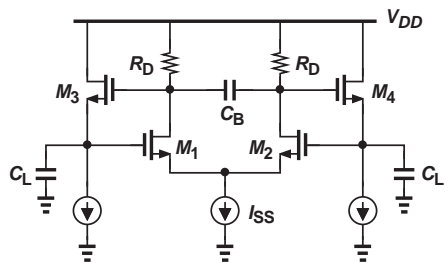 V_DD
R_D R_D
M_3 M_4
C_B
M_1 M_2
C_L C_L
I_SS